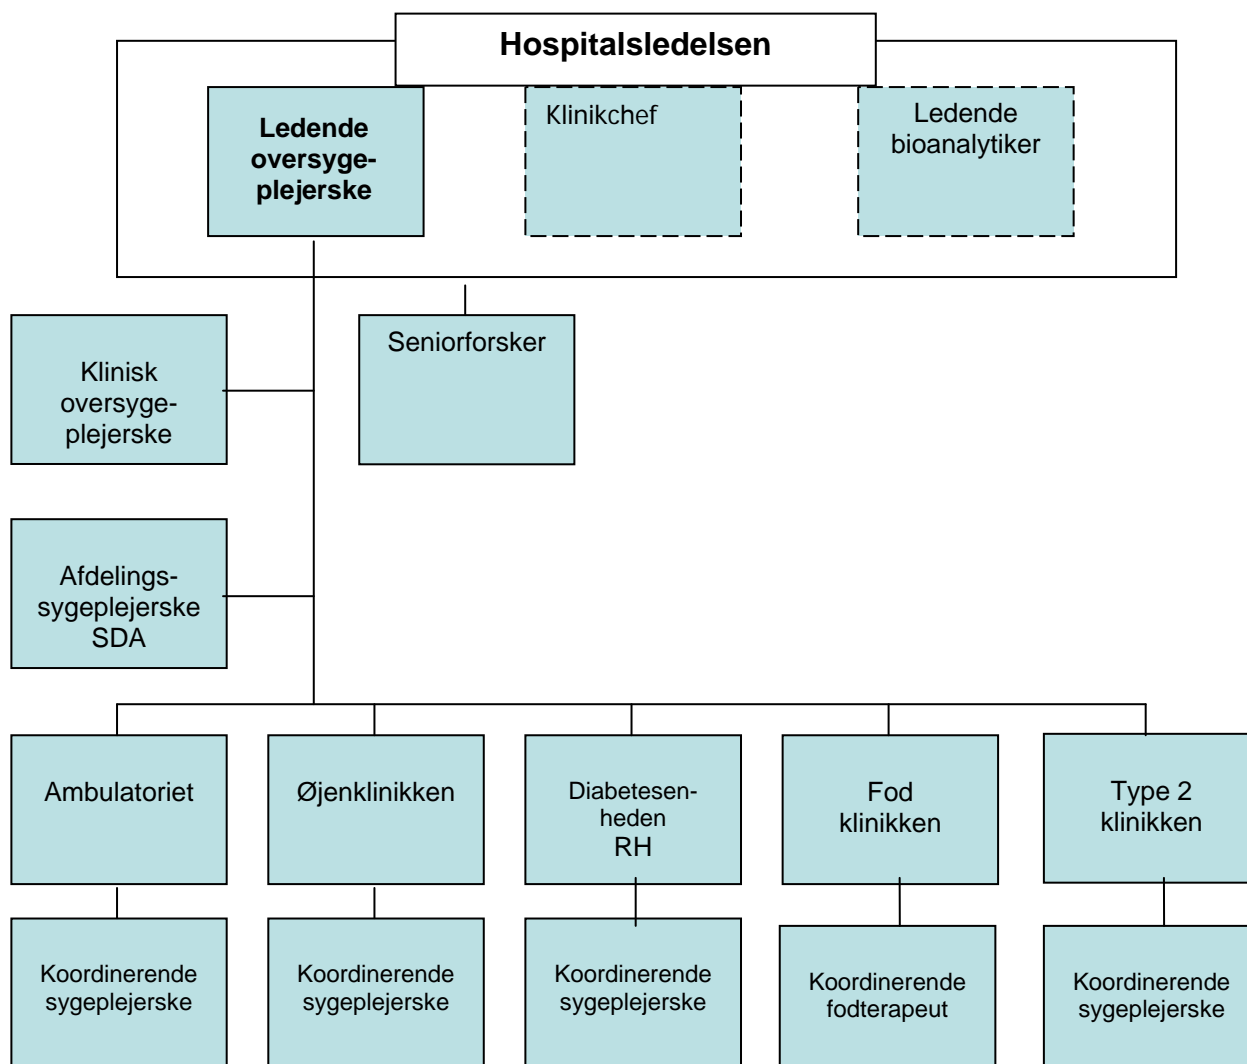 Hospitalsledelsen
Ledende
oversyge-
plejerske
Klinikchef
Ledende
bioanalytiker
Seniorforsker
Klinisk
oversyge-
plejerske
Afdelings-
sygeplejerske
SDA
Ambulatoriet
Øjenklinikken
Diabetesen-
heden
RH
Fod
klinikken
Type 2
klinikken
Koordinerende
sygeplejerske
Koordinerende
sygeplejerske
Koordinerende
sygeplejerske
Koordinerende
fodterapeut
Koordinerende
sygeplejerske